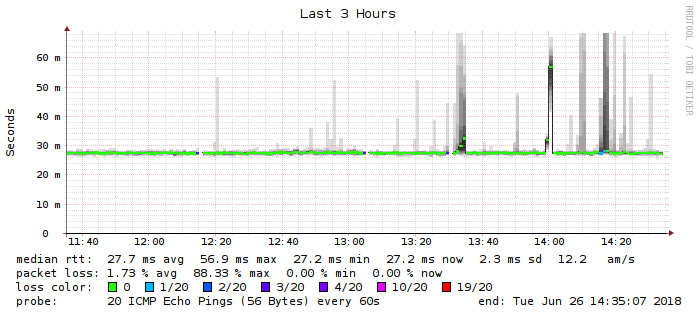 Last 3 Hours
RRDTOOL / TOBI OETIKER
Seconds
60 m
50 m
40 m
30 m
20 m
10 m
0
11:40 12:00 12:20 12:40 13:00 13:20 13:40 14:00 14:20
median rtt: 27.7 ms avg 56.9 ms max 27.2 ms min 27.2 ms now 2.3 ms sd 12.2 am/s
packet loss: 1.73 % avg 88.33 % max 0.00 % min 0.00 % now
loss color: 0 1/20 2/20 3/20 4/20 10/20 19/20
probe: 20 ICMP Echo Pings (56 Bytes) every 60s end: Tue Jun 26 14:35:07 2018